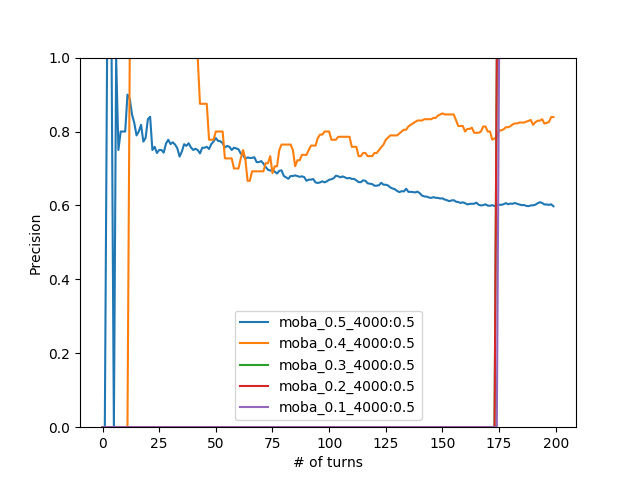 1.0
0.8
0.6
0.4
0.2
0.0
Precision
moba_0.5_4000:0.5
moba_0.4_4000:0.5
moba_0.3_4000:0.5
moba_0.2_4000:0.5
moba_0.1_4000:0.5
0 25 50 75 100 125 150 175 200
# of turns